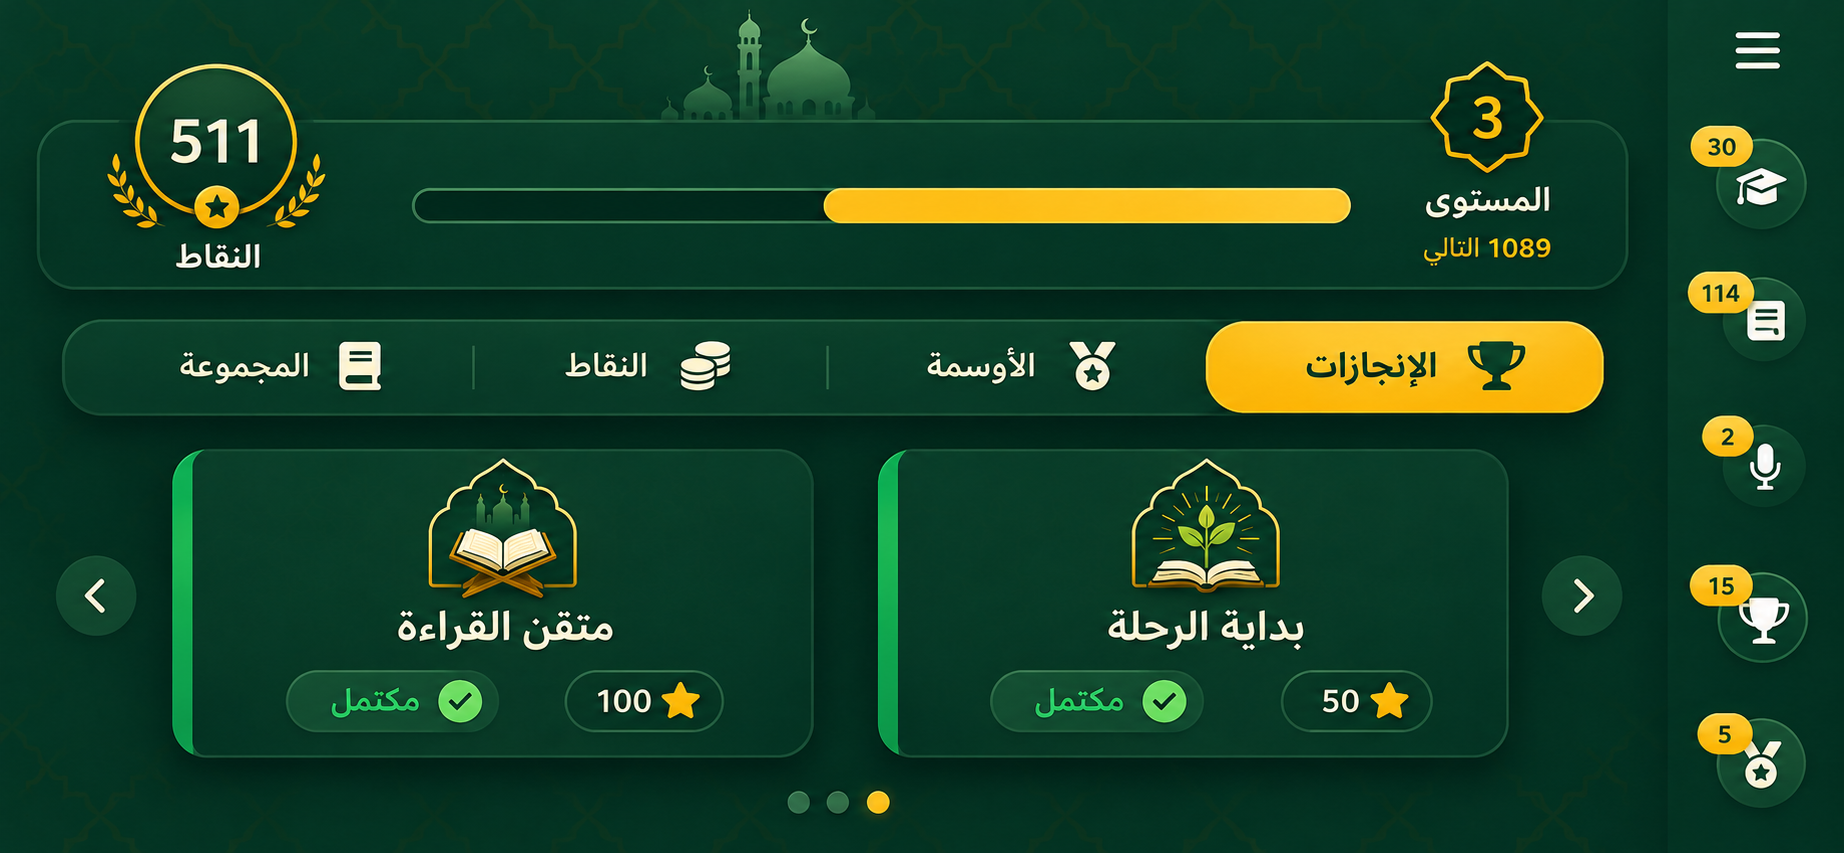 3
المستوى
1089 التالي
511
النقاط
الإنجازات
الأوسمة
النقاط
المجموعة
بداية الرحلة
50
مكتمل
متقن القراءة
100
مكتمل
30
114
2
15
5